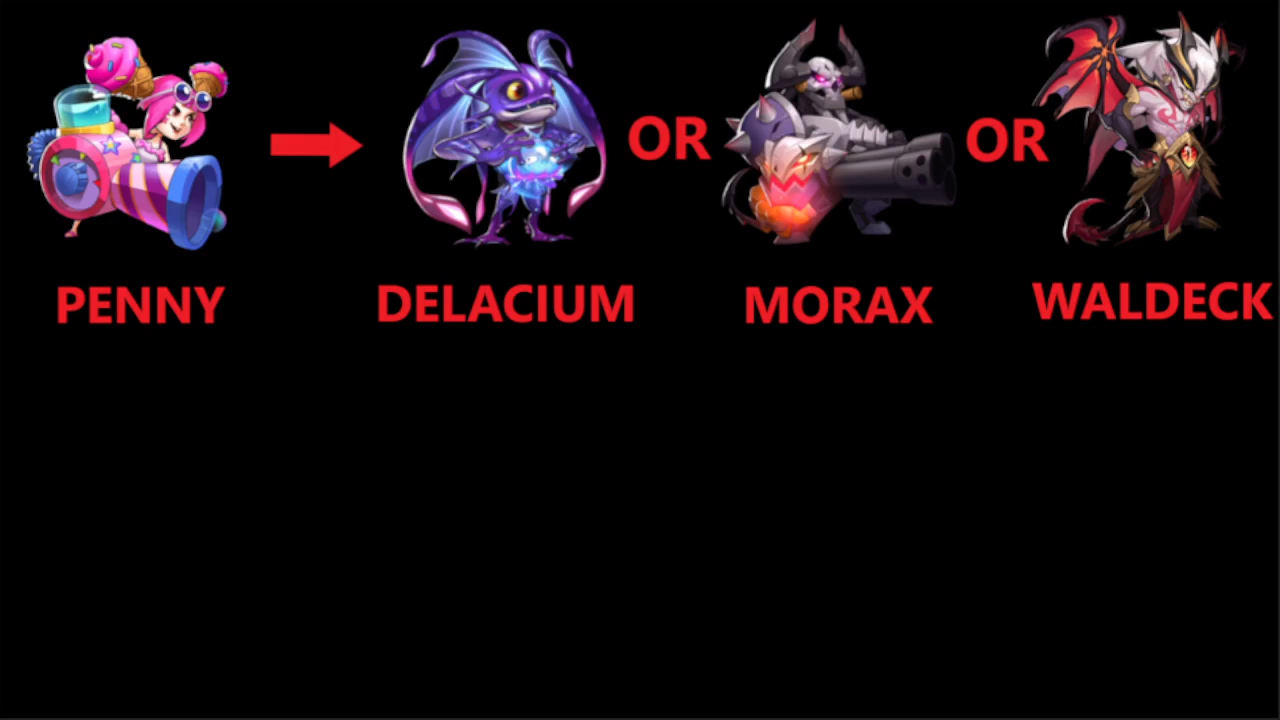 OR
OR
PENNY
DELACIUM
MORAX
WALDECK